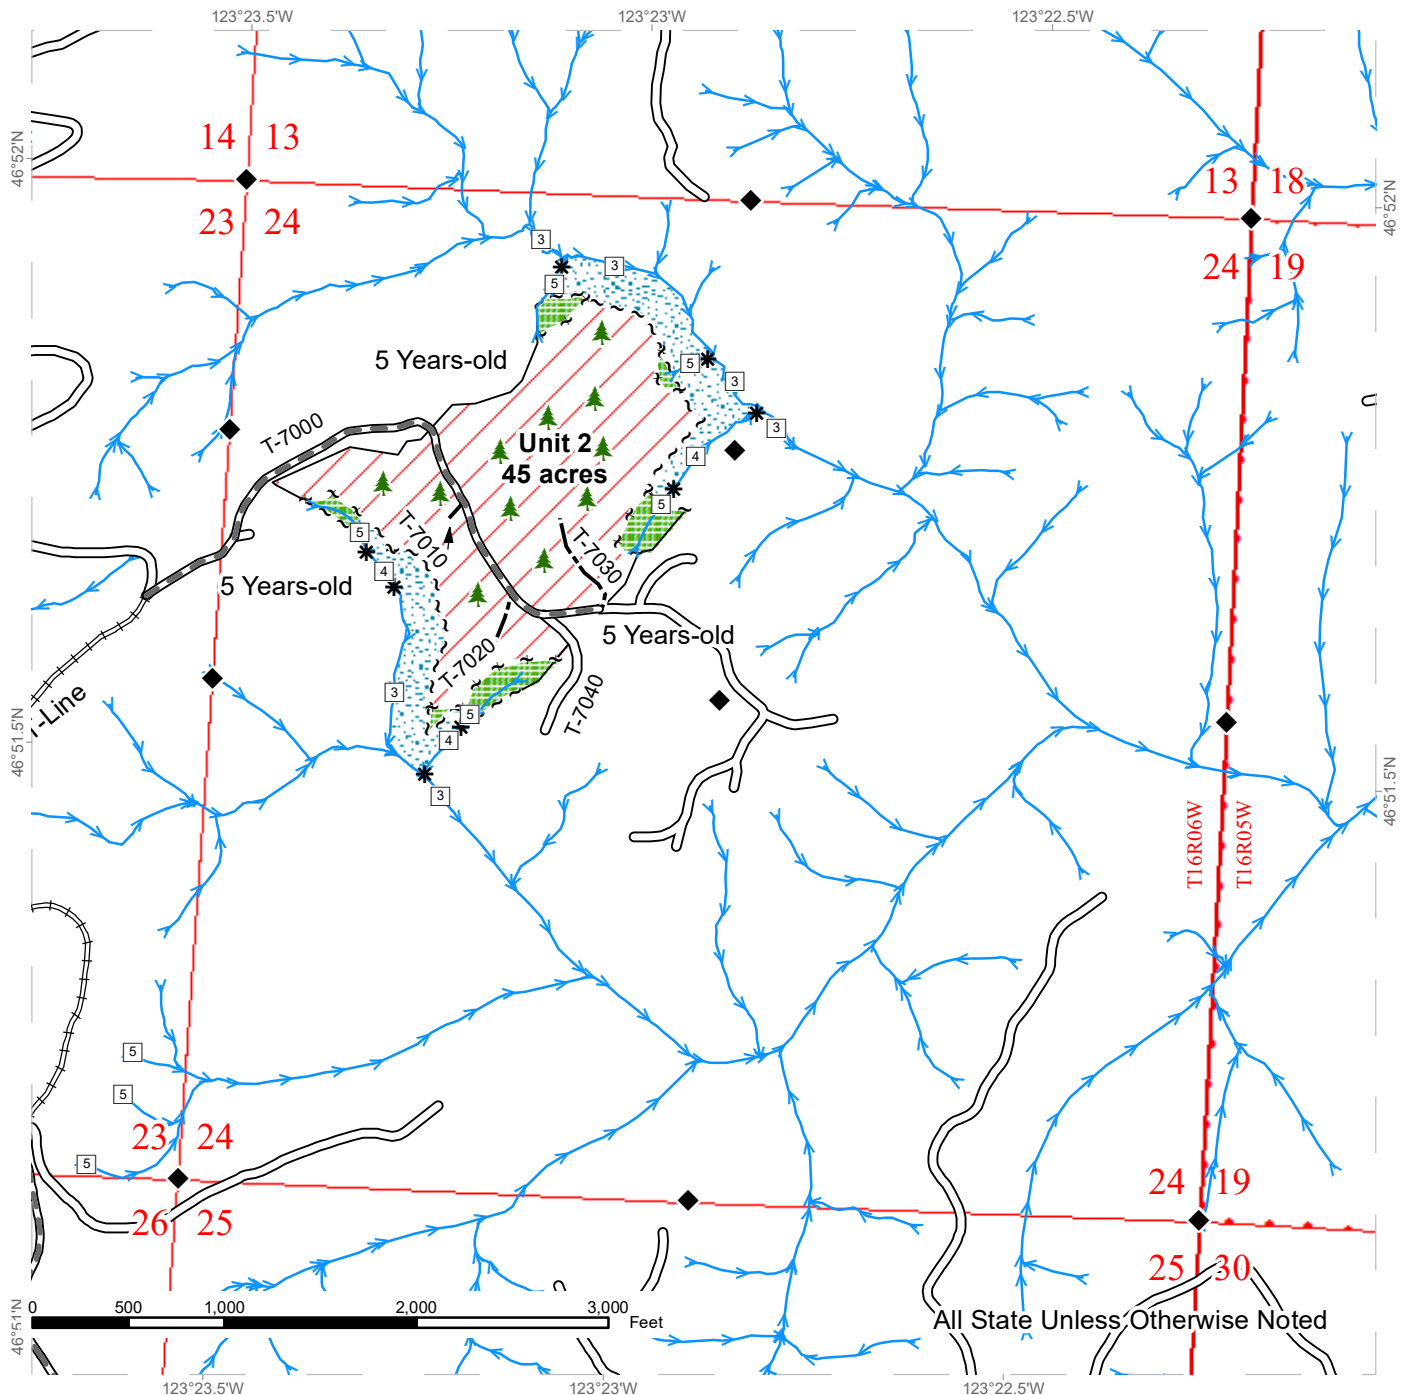 123°23.5'W 123°23'W 123°22.5'W
46°52'N
14 13
13 18
46°52'N
23 24
3
3
24 19
5
5 Years-old
5
3
T-7000
3
Unit 2
4
45 acres
5
5
T-7010
T-7030
4
5 Years-old
5 Years-old
T-7020
3
-Line
T-7040
5
4
46°51.5'N
46°51.5'N
3
T16R06W
T16R05W
5
5
23 24
5
24 19
26 25
25 30
46°51'N
0 500 1,000 2,000 3,000
Feet
All State Unless Otherwise Noted
123°23.5'W 123°23'W 123°22.5'W